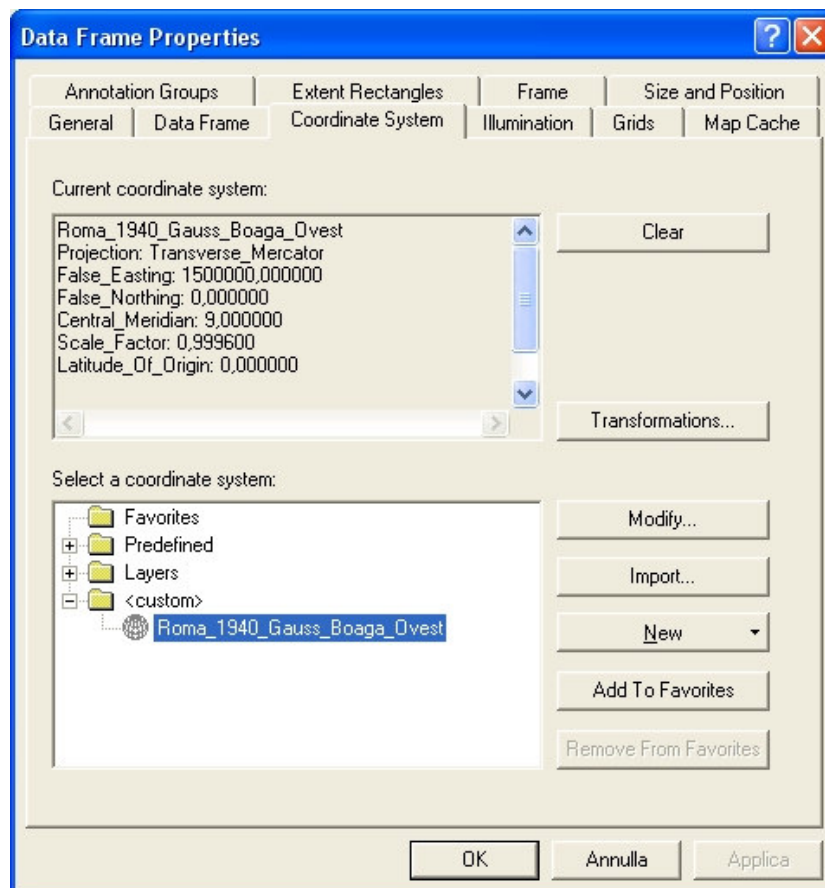 Data Frame Properties
Annotation Groups Extent Rectangles Frame Size and Position
General Data Frame Coordinate System Illumination Grids Map Cache
Current coordinate system:
Roma_1940_Gauss_Boaga_Ovest
Projection: Transverse_Mercator
False_Easting: 1500000,000000
False_Northing: 0,000000
Central_Meridian: 9,000000
Scale_Factor: 0,999600
Latitude_Of_Origin: 0,000000
Clear
Transformations...
Select a coordinate system:
Favorites
Predefined
Layers
<custom>
Roma_1940_Gauss_Boaga_Ovest
Modify...
Import...
New
Add To Favorites
Remove From Favorites
OK Annulla Applica